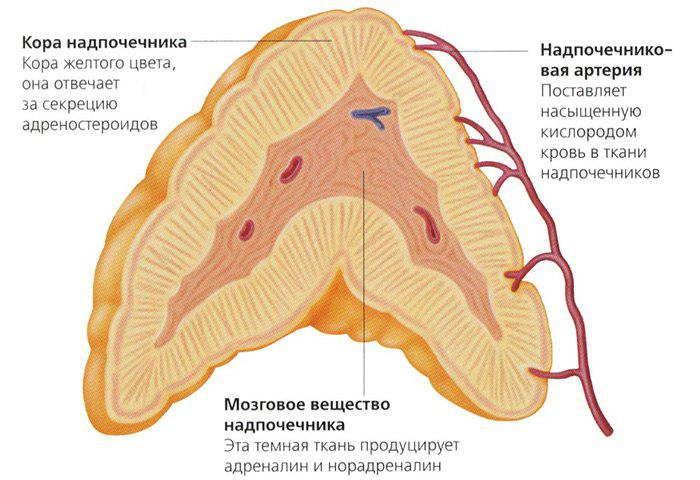 Кора надпочечника
Кора желтого цвета,
она отвечает
за секрецию
адреностероидов
Надпочечнико-
вая артерия
Поставляет
насыщенную
кислородом
кровь в ткани
надпочечников
Мозговое вещество
надпочечника
Эта темная ткань продуцирует
адреналин и норадреналин